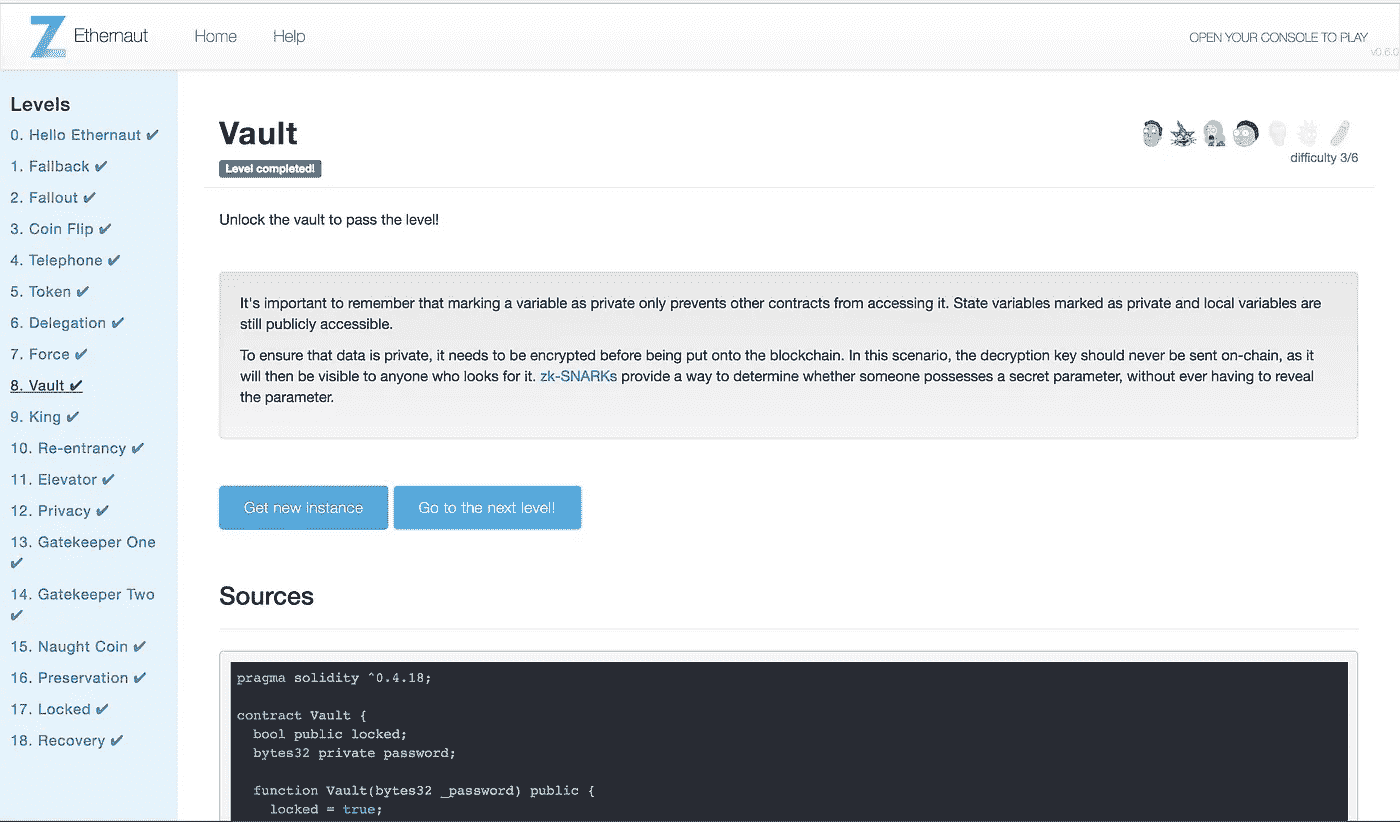 Ethernaut
Home
Help
OPEN YOUR CONSOLE TO PLAY
v0.6.0
Levels
0. Hello Ethernaut ✔
1. Fallback ✔
2. Fallout ✔
3. Coin Flip ✔
4. Telephone ✔
5. Token ✔
6. Delegation ✔
7. Force ✔
8. Vault ✔
9. King ✔
10. Re-entrancy ✔
11. Elevator ✔
12. Privacy ✔
13. Gatekeeper One
✔
14. Gatekeeper Two
✔
15. Naught Coin ✔
16. Preservation ✔
17. Locked ✔
18. Recovery ✔
Vault
Level completed!
difficulty 3/6
Unlock the vault to pass the level!
It's important to remember that marking a variable as private only prevents other contracts from accessing it. State variables marked as private and local variables are
still publicly accessible.
To ensure that data is private, it needs to be encrypted before being put onto the blockchain. In this scenario, the decryption key should never be sent on-chain, as it
will then be visible to anyone who looks for it. zk-SNARKs provide a way to determine whether someone possesses a secret parameter, without ever having to reveal
the parameter.
Get new instance
Go to the next level!
Sources
pragma solidity ^0.4.18;
contract Vault {
bool public locked;
bytes32 private password;
function Vault(bytes32 _password) public {
locked = true;